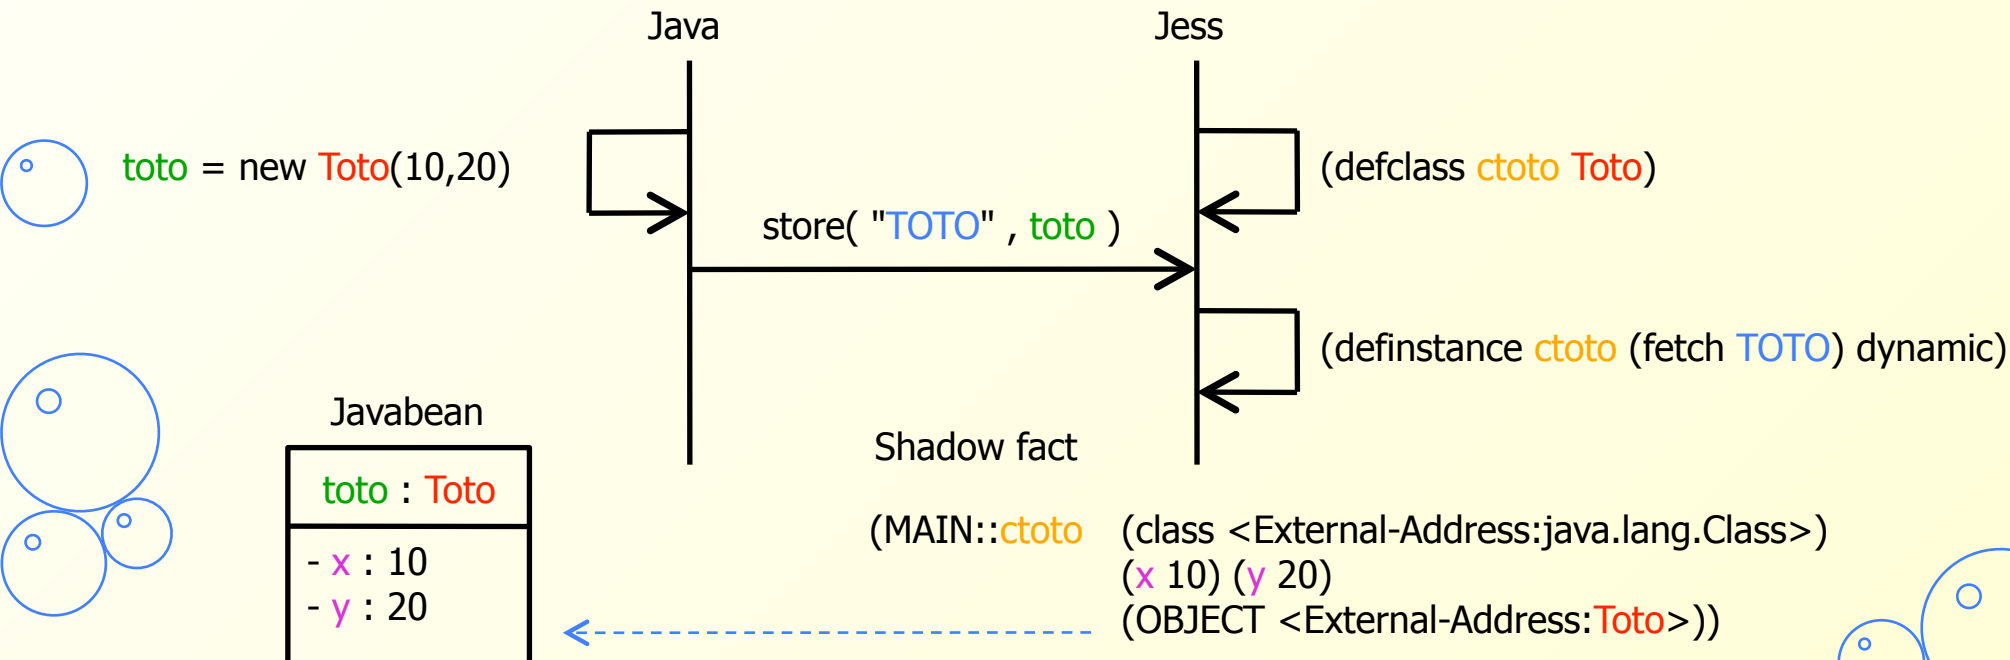 Java
Jess
toto = new Toto(10,20)
(defclass ctoto Toto)
store( "TOTO" , toto )
(definstance ctoto (fetch TOTO) dynamic)
Javabean
toto : Toto
- x : 10
- y : 20
Shadow fact
(MAIN::ctoto (class <External-Address:java.lang.Class>)
(x 10) (y 20)
(OBJECT <External-Address:Toto>))